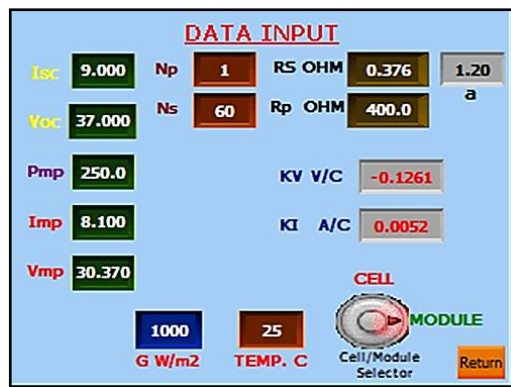 DATA INPUT
Isc 9.000 Np 1 RS OHM 0.376 1.20
a
Voc 37.000 Ns 60 Rp OHM 400.0
Pmp 250.0 KV V/C -0.1261
Imp 8.100 KI A/C 0.0052
Vmp 30.370
CELL
MODULE
1000 25
G W/m2 TEMP. C Cell/Module
Selector
Return